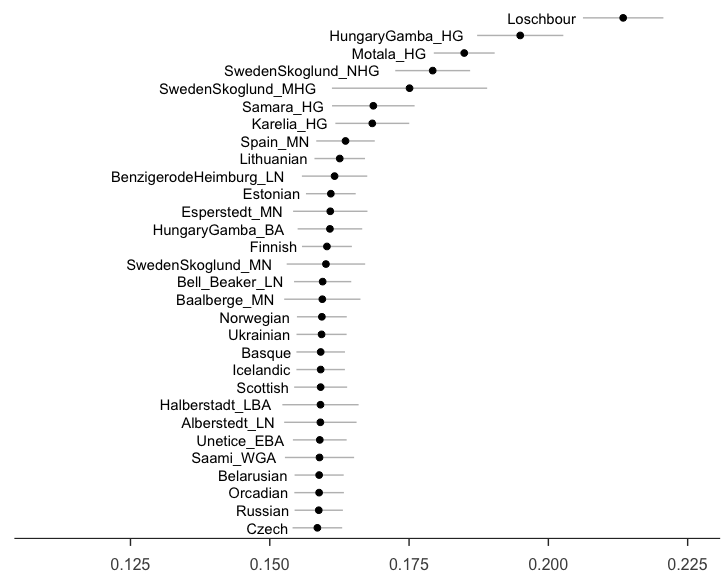 Loschbour
HungaryGamba_HG
Motala_HG
SwedenSkoglund_NHG
SwedenSkoglund_MHG
Samara_HG
Karelia_HG
Spain_MN
Lithuanian
BenzigerodeHeimburg_LN
Estonian
Esperstedt_MN
HungaryGamba_BA
Finnish
SwedenSkoglund_MN
Bell_Beaker_LN
Baalberge_MN
Norwegian
Ukrainian
Basque
Icelandic
Scottish
Halberstadt_LBA
Alberstedt_LN
Unetice_EBA
Saami_WGA
Belarusian
Orcadian
Russian
Czech
0.125 0.150 0.175 0.200 0.225